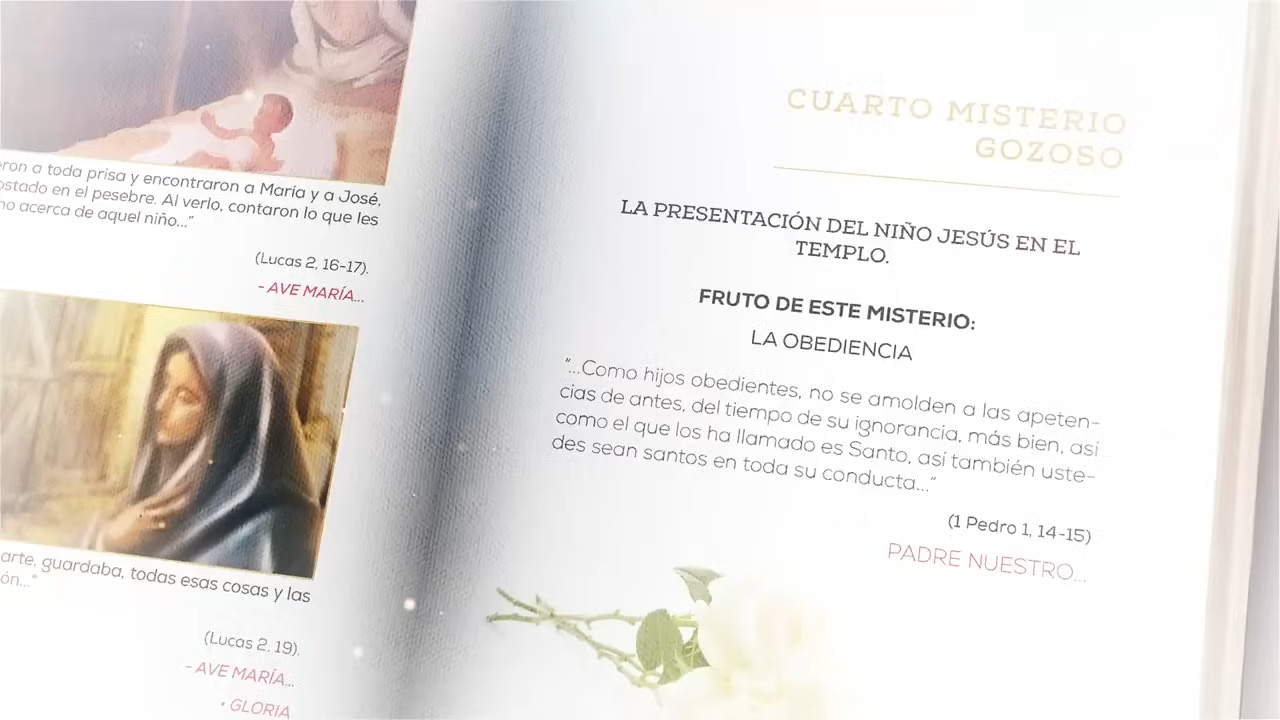 toda prisa y encontraron a María y a José,
en el pesebre. Al verlo, contaron lo que les
acerca de aquel niño..."
(Lucas 2, 16-17).
- AVE MARÍA...
guardaba, todas esas cosas y las
(Lucas 2, 19).
- AVE MARÍA...
• GLORIA
CUARTO MISTERIO
GOZOSO
LA PRESENTACIÓN DEL NIÑO JESÚS EN EL
TEMPLO.
FRUTO DE ESTE MISTERIO:
LA OBEDIENCIA
"...Como hijos obedientes, no se amolden a las apeten-
cias de antes, del tiempo de su ignorancia, más bien, así
como el que los ha llamado es Santo, así también uste-
des sean santos en toda su conducta..."
(1 Pedro 1, 14-15)
PADRE NUESTRO...